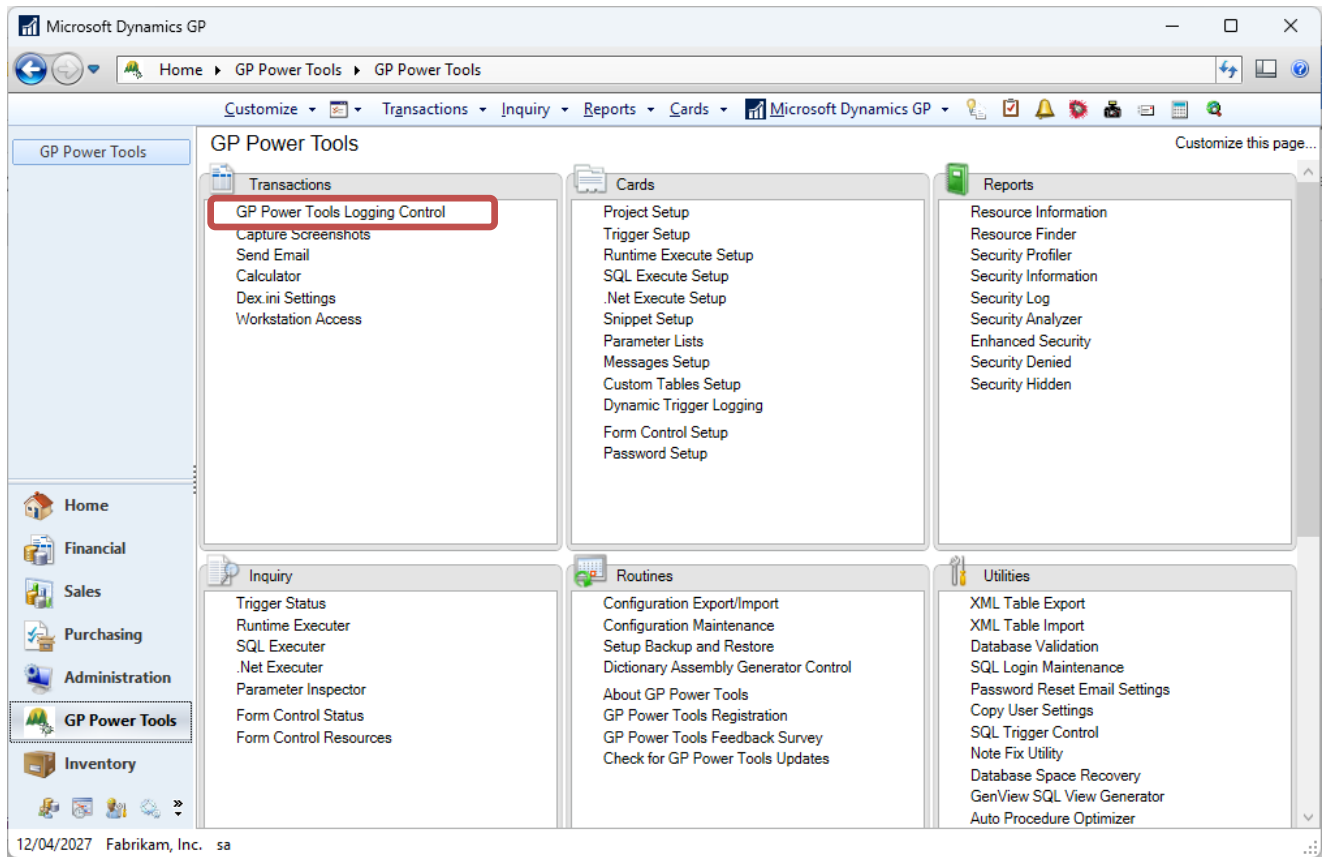 Microsoft Dynamics GP
Home GP Power Tools GP Power Tools
Customize Transactions Inquiry Reports Cards Microsoft Dynamics GP
GP Power Tools
GP Power Tools
Customize this page...
Transactions
GP Power Tools Logging Control
Capture Screenshots
Send Email
Calculator
Dex.ini Settings
Workstation Access
Cards
Project Setup
Trigger Setup
Runtime Execute Setup
SQL Execute Setup
.Net Execute Setup
Snippet Setup
Parameter Lists
Messages Setup
Custom Tables Setup
Dynamic Trigger Logging
Form Control Setup
Password Setup
Reports
Resource Information
Resource Finder
Security Profiler
Security Information
Security Log
Security Analyzer
Enhanced Security
Security Denied
Security Hidden
Home
Financial
Sales
Purchasing
Administration
GP Power Tools
Inventory
Inquiry
Trigger Status
Runtime Executer
SQL Executer
.Net Executer
Parameter Inspector
Form Control Status
Form Control Resources
Routines
Configuration Export/Import
Configuration Maintenance
Setup Backup and Restore
Dictionary Assembly Generator Control
About GP Power Tools
GP Power Tools Registration
GP Power Tools Feedback Survey
Check for GP Power Tools Updates
Utilities
XML Table Export
XML Table Import
Database Validation
SQL Login Maintenance
Password Reset Email Settings
Copy User Settings
SQL Trigger Control
Note Fix Utility
Database Space Recovery
GenView SQL View Generator
Auto Procedure Optimizer
12/04/2027 Fabrikam, Inc. sa